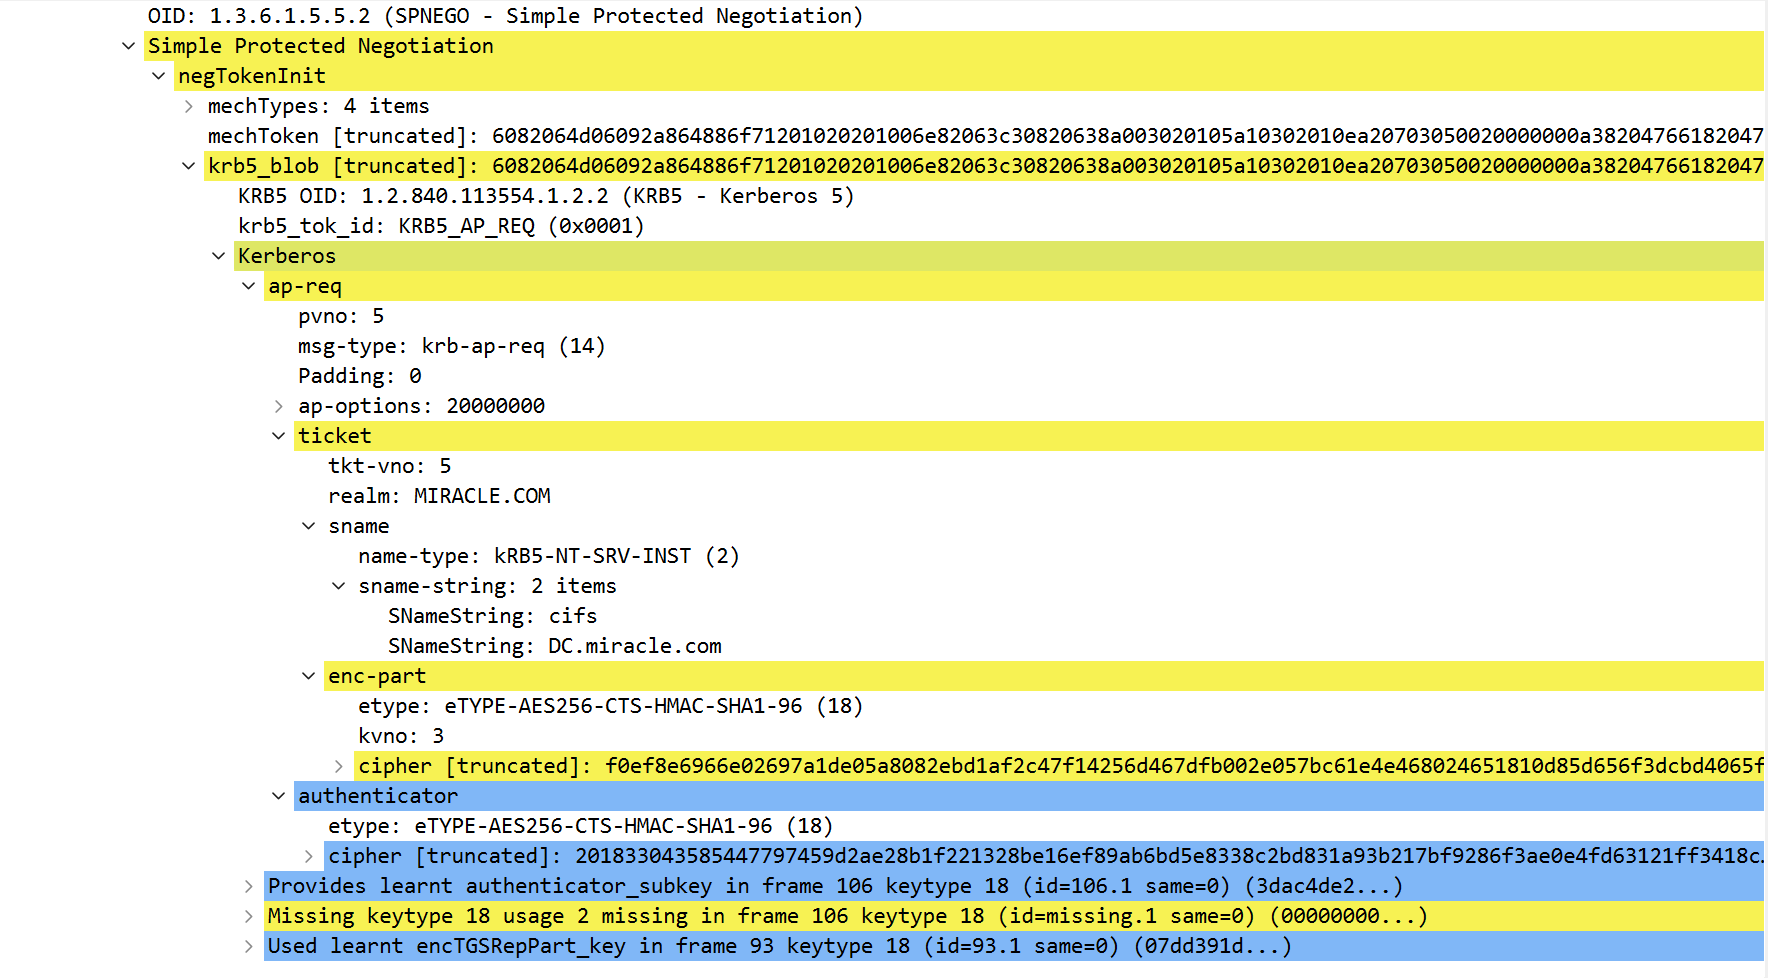 OID: 1.3.6.1.5.5.2 (SPNEGO - Simple Protected Negotiation)
Simple Protected Negotiation
negTokenInit
mechTypes: 4 items
mechToken [truncated]: 6082064d06092a864886f71201020201006e82063c30820638a003020105a10302010ea20703050020000000a38204766182047
krb5_blob [truncated]: 6082064d06092a864886f71201020201006e82063c30820638a003020105a10302010ea20703050020000000a38204766182047
KRB5 OID: 1.2.840.113554.1.2.2 (KRB5 - Kerberos 5)
krb5_tok_id: KRB5_AP_REQ (0x0001)
Kerberos
ap-req
pvno: 5
msg-type: krb-ap-req (14)
Padding: 0
ap-options: 20000000
ticket
tkt-vno: 5
realm: MIRACLE.COM
sname
name-type: kRB5-NT-SRV-INST (2)
sname-string: 2 items
SNameString: cifs
SNameString: DC.miracle.com
enc-part
etype: eTYPE-AES256-CTS-HMAC-SHA1-96 (18)
kvno: 3
cipher [truncated]: f0ef8e6966e02697a1de05a8082ebd1af2c47f14256d467dfb002e057bc61e4e468024651810d85d656f3dcbd4065f
authenticator
etype: eTYPE-AES256-CTS-HMAC-SHA1-96 (18)
cipher [truncated]: 201833043585447797459d2ae28b1f221328be16ef89ab6bd5e8338c2bd831a93b217bf9286f3ae0e4fd63121ff3418c…
Provides learnt authenticator_subkey in frame 106 keytype 18 (id=106.1 same=0) (3dac4de2...)
Missing keytype 18 usage 2 missing in frame 106 keytype 18 (id=missing.1 same=0) (00000000...)
Used learnt encTGSRepPart_key in frame 93 keytype 18 (id=93.1 same=0) (07dd391d...)